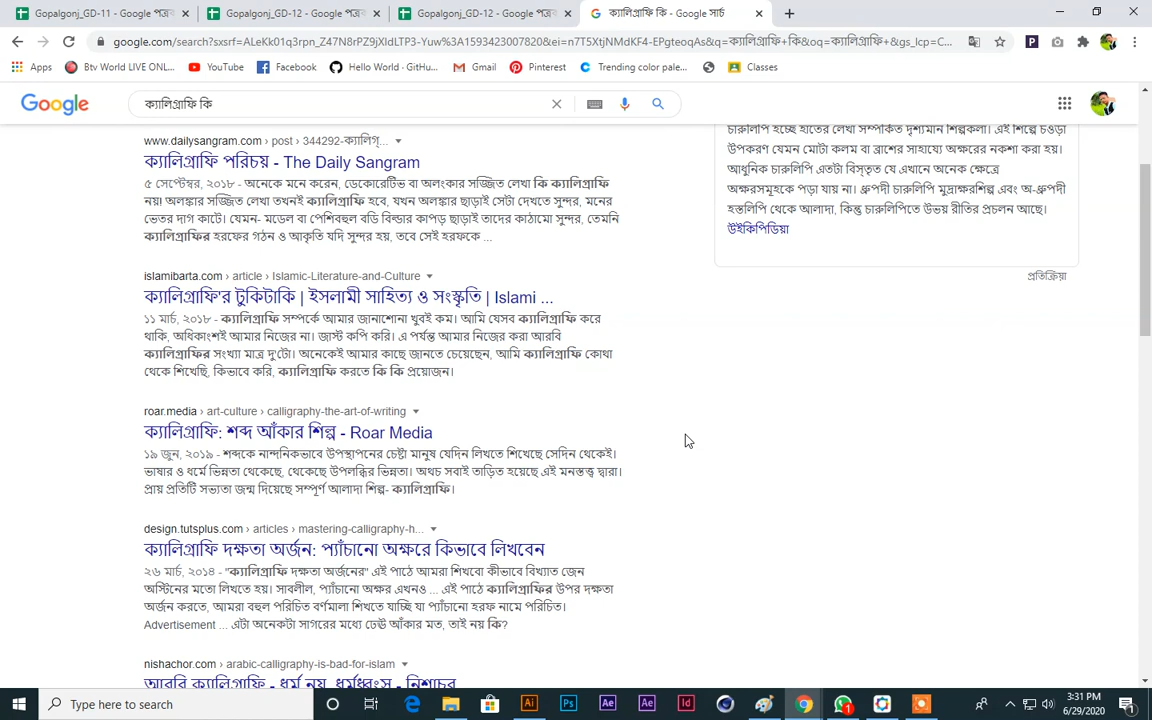 Gopalgonj_GD-11 - Google পত্রক
Gopalgonj_GD-12 - Google পত্রক
Gopalgonj_GD-12 - Google পত্রক
ক্যালিগ্রাফি কি - Google সার্চ
google.com/search?sxsrf=ALeKk01q3rpn_Z47N8rPZ9jXldLTP3-Yuw%3A1593423007820&ei=n7T5XtjNMdKF4-EPgteoqAs&q=ক্যালিগ্রাফি+কি&oq=ক্যালিগ্রাফি+&gs_lcp=C...
Apps
Btv World LIVE ONL...
YouTube
Facebook
Hello World · GitHu...
Gmail
Pinterest
Trending color pale...
Classes
Google
ক্যালিগ্রাফি কি
www.dailysangram.com › post › 344292-ক্যালিগ্...
ক্যালিগ্রাফি পরিচয় - The Daily Sangram
৫ সেপ্টেম্বর, ২০১৮ - অনেকে মনে করেন, ডেকোরেটিভ বা অলংকার সজ্জিত লেখা কি ক্যালিগ্রাফি
নয়! অলঙ্কার সজ্জিত লেখা তখনই ক্যালিগ্রাফি হবে, যখন অলঙ্কার ছাড়াই সেটা দেখতে সুন্দর, মনের
ভেতর দাগ কাটে। যেমন- মডেল বা পেশিবহুল বডি বিল্ডার কাপড় ছাড়াই তাদের কাঠামো সুন্দর, তেমনি
ক্যালিগ্রাফির হরফের গঠন ও আকৃতি যদি সুন্দর হয়, তবে সেই হরফকে ...
islamibarta.com › article › Islamic-Literature-and-Culture
ক্যালিগ্রাফি'র টুকিটাকি | ইসলামী সাহিত্য ও সংস্কৃতি | Islami ...
১১ মার্চ, ২০১৮ - ক্যালিগ্রাফি সম্পর্কে আমার জানাশোনা খুবই কম। আমি যেসব ক্যালিগ্রাফি করে
থাকি, অধিকাংশই আমার নিজের না। জাস্ট কপি করি। এ পর্যন্ত আমার নিজের করা আরবি
ক্যালিগ্রাফির সংখ্যা মাত্র দু'টো। অনেকেই আমার কাছে জানতে চেয়েছেন, আমি ক্যালিগ্রাফি কোথা
থেকে শিখেছি, কিভাবে করি, ক্যালিগ্রাফি করতে কি কি প্রয়োজন।
roar.media › art-culture › calligraphy-the-art-of-writing
ক্যালিগ্রাফি: শব্দ আঁকার শিল্প - Roar Media
১৯ জুন, ২০১৯ - শব্দকে নান্দনিকভাবে উপস্থাপনের চেষ্টা মানুষ যেদিন লিখতে শিখেছে সেদিন থেকেই।
ভাষার ও ধর্মে ভিন্নতা থেকেছে, থেকেছে উপলব্ধির ভিন্নতা। অথচ সবাই তাড়িত হয়েছে এই মনস্তত্ত্ব দ্বারা।
প্রায় প্রতিটি সভ্যতা জন্ম দিয়েছে সম্পূর্ণ আলাদা শিল্প- ক্যালিগ্রাফি।
design.tutsplus.com › articles › mastering-calligraphy-h...
ক্যালিগ্রাফি দক্ষতা অর্জন: প্যাঁচানো অক্ষরে কিভাবে লিখবেন
২৬ মার্চ, ২০১৪ - "ক্যালিগ্রাফি দক্ষতা অর্জনের" এই পাঠে আমরা শিখবো কীভাবে বিখ্যাত জেন
অস্টিনের মতো লিখতে হয়। সাবলীল, প্যাঁচানো অক্ষর এখনও ... এই পাঠে ক্যালিগ্রাফির উপর দক্ষতা
অর্জন করতে, আমরা বহুল পরিচিত বর্ণমালা শিখতে যাচ্ছি যা প্যাঁচানো হরফ নামে পরিচিত।
Advertisement ... এটা অনেকটা সাগরের মধ্যে ঢেউ আঁকার মত, তাই নয় কি?
nishachor.com › arabic-calligraphy-is-bad-for-islam
আরবি ক্যালিগ্রাফি - ধর্ম নয়, ধর্মধ্বংস - নিশাচর
চারুলিপি হচ্ছে হাতের লেখা সম্পর্কিত দৃশ্যমান শিল্পকলা। এই শিল্পে চওড়া
উপকরণ যেমন মোটা কলম বা ব্রাশের সাহায্যে অক্ষরের নকশা করা হয়।
আধুনিক চারুলিপি এতটা বিস্তৃত যে এখানে অনেক ক্ষেত্রে
অক্ষরসমূহকে পড়া যায় না। ধ্রুপদী চারুলিপি মুদ্রাক্ষরশিল্প এবং অ-ধ্রুপদী
হস্তলিপি থেকে আলাদা, কিন্তু চারুলিপিতে উভয় রীতির প্রচলন আছে।
উইকিপিডিয়া
প্রতিক্রিয়া
Type here to search
3:31 PM
6/29/2020